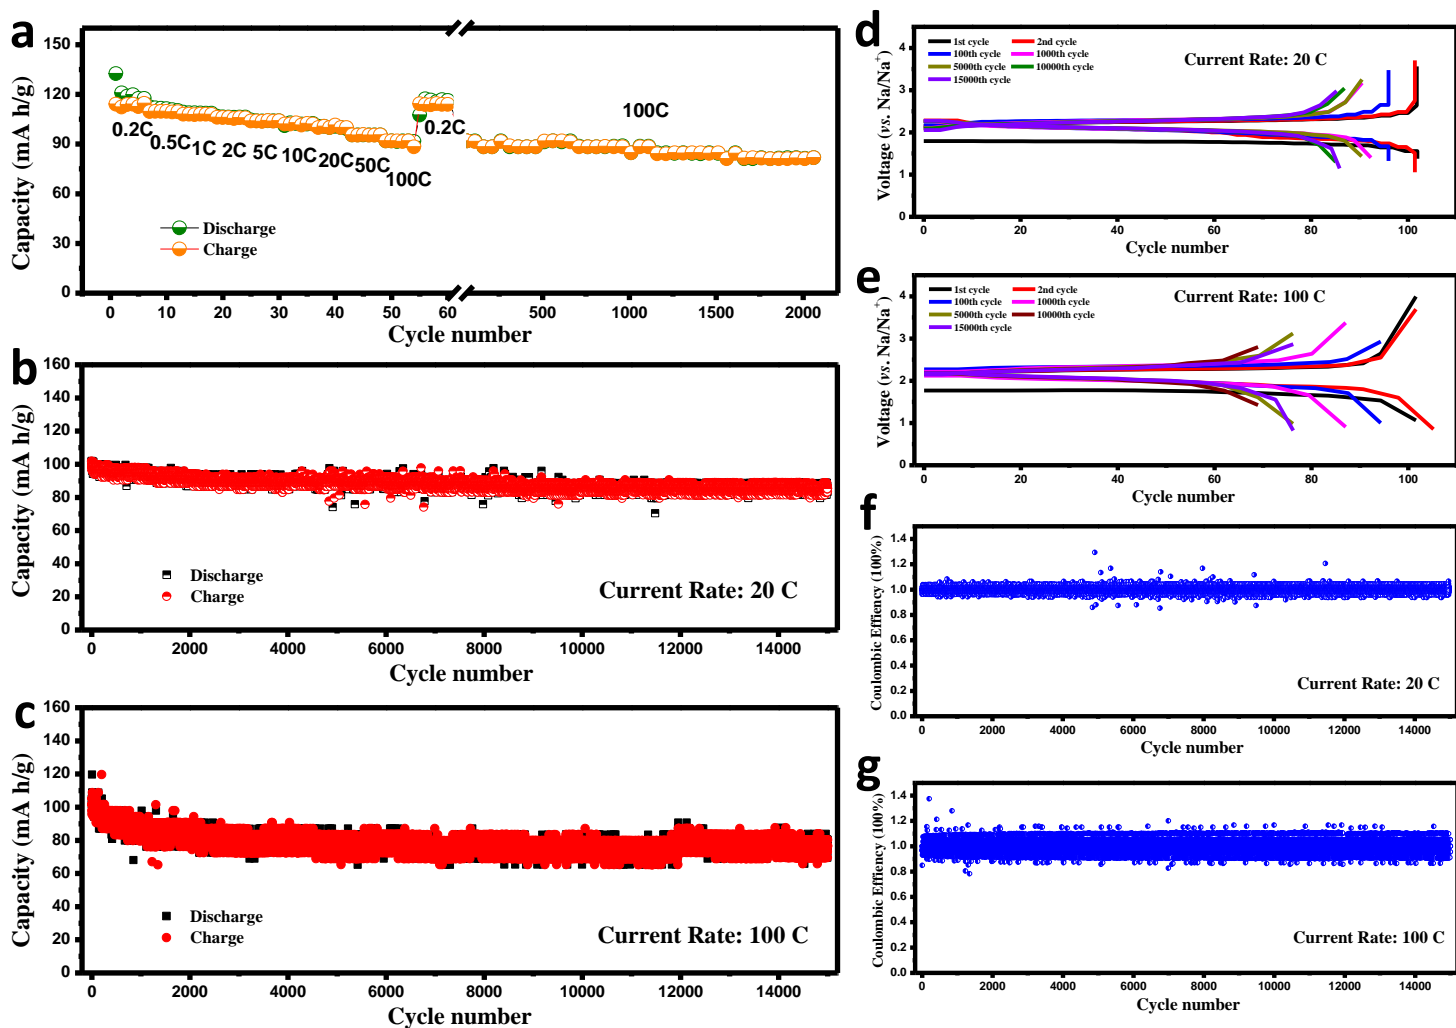 a
Capacity (mA h/g)
150
120
90
60
30
0
0.2C
0.5C
1C
2C
5C
10C
20C
50C
100C
0.2C
100C
Discharge
Charge
0 10 20 30 40 50 60 500 1000 1500 2000
Cycle number
b
Capacity (mA h/g)
160
140
120
100
80
60
40
20
0
Discharge
Charge
Current Rate: 20 C
0 2000 4000 6000 8000 10000 12000 14000
Cycle number
c
Capacity (mA h/g)
160
140
120
100
80
60
40
20
0
Discharge
Charge
Current Rate: 100 C
0 2000 4000 6000 8000 10000 12000 14000
Cycle number
d
Voltage (vs. Na/Na+)
4
3
2
1
0
1st cycle 2nd cycle
100th cycle 1000th cycle
5000th cycle 10000th cycle
15000th cycle
Current Rate: 20 C
0 20 40 60 80 100
Cycle number
e
Voltage (vs. Na/Na+)
4
3
2
1
0
1st cycle 2nd cycle
100th cycle 1000th cycle
5000th cycle 10000th cycle
15000th cycle
Current Rate: 100 C
0 20 40 60 80 100
Cycle number
f
Coulombic Effiency (100%)
1.4
1.2
1.0
0.8
0.6
0.4
0.2
0.0
Current Rate: 20 C
0 2000 4000 6000 8000 10000 12000 14000
Cycle number
g
Coulombic Effiency (100%)
1.4
1.2
1.0
0.8
0.6
0.4
0.2
0.0
Current Rate: 100 C
0 2000 4000 6000 8000 10000 12000 14000
Cycle number